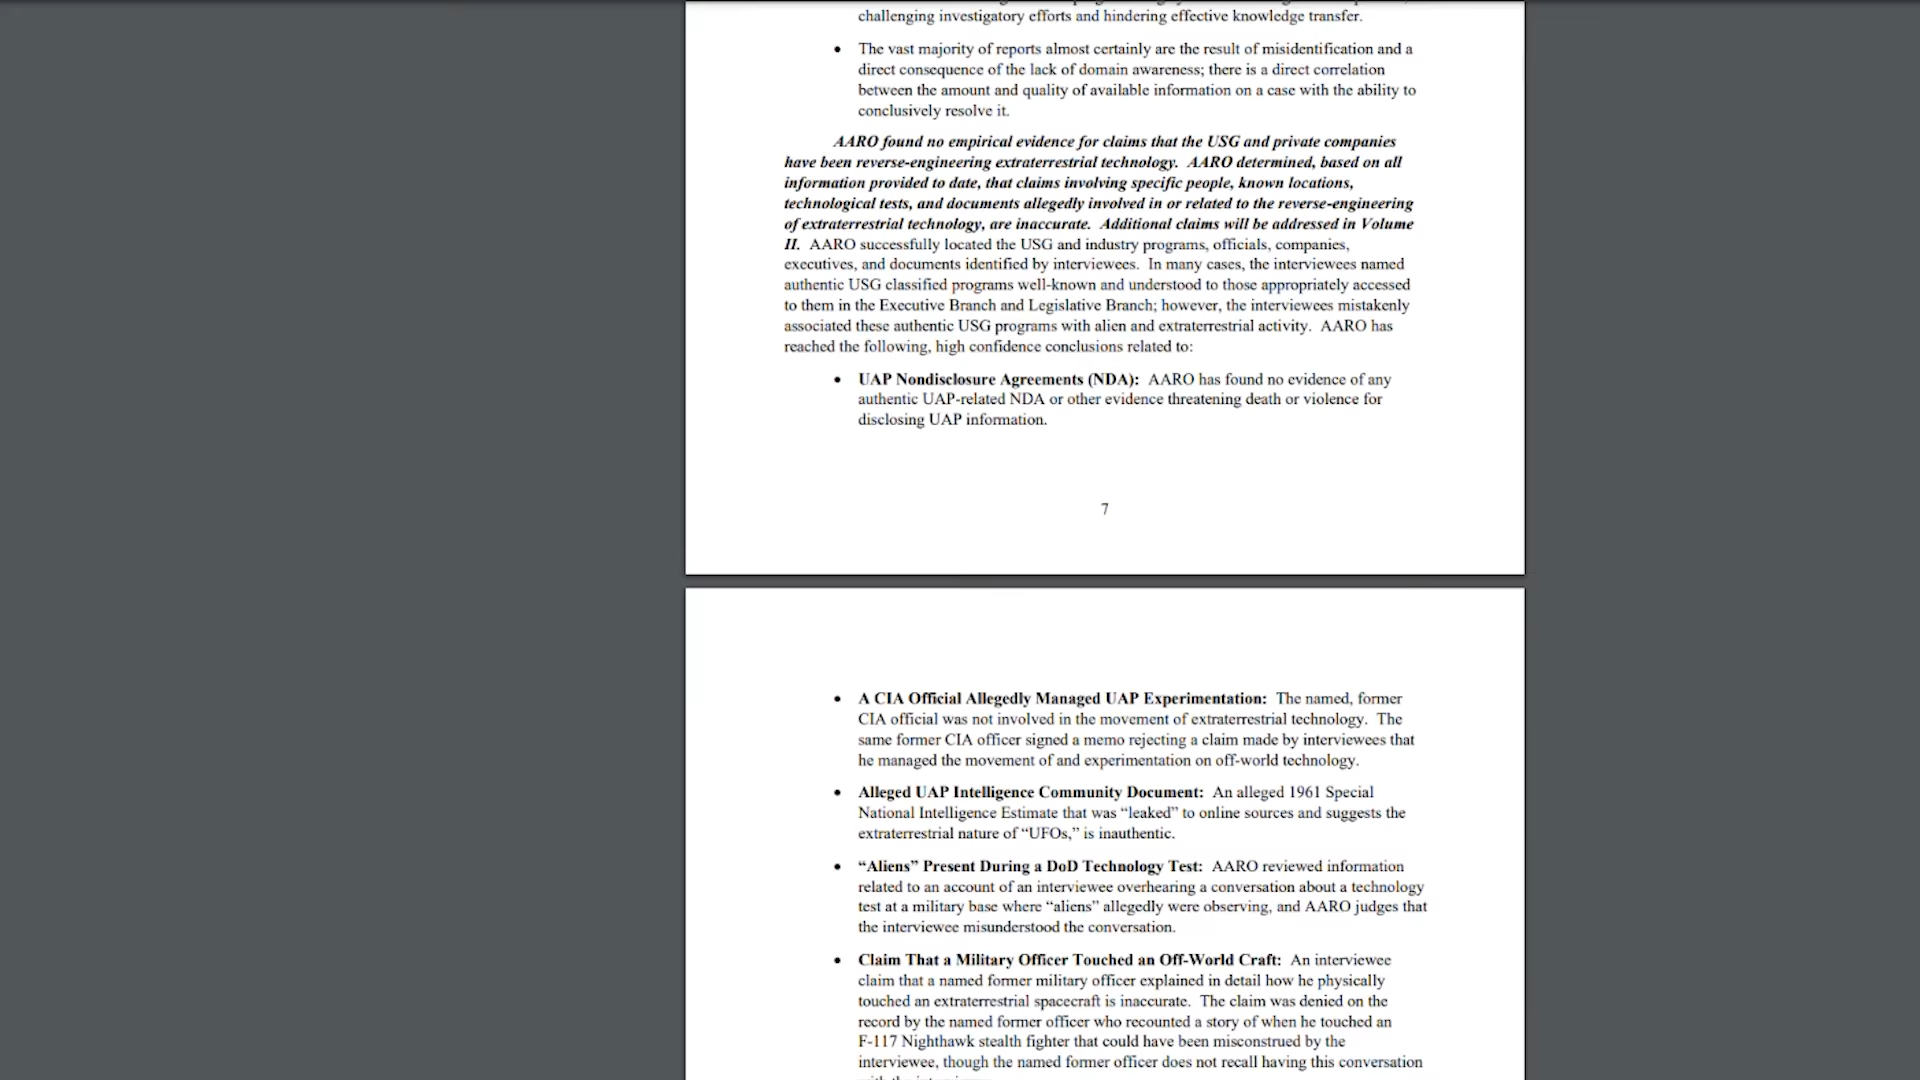 challenging investigatory efforts and hindering effective knowledge transfer.
• The vast majority of reports almost certainly are the result of misidentification and a
direct consequence of the lack of domain awareness; there is a direct correlation
between the amount and quality of available information on a case with the ability to
conclusively resolve it.
AARO found no empirical evidence for claims that the USG and private companies
have been reverse-engineering extraterrestrial technology. AARO determined, based on all
information provided to date, that claims involving specific people, known locations,
technological tests, and documents allegedly involved in or related to the reverse-engineering
of extraterrestrial technology, are inaccurate. Additional claims will be addressed in Volume
II. AARO successfully located the USG and industry programs, officials, companies,
executives, and documents identified by interviewees. In many cases, the interviewees named
authentic USG classified programs well-known and understood to those appropriately accessed
to them in the Executive Branch and Legislative Branch; however, the interviewees mistakenly
associated these authentic USG programs with alien and extraterrestrial activity. AARO has
reached the following, high confidence conclusions related to:
• UAP Nondisclosure Agreements (NDA): AARO has found no evidence of any
authentic UAP-related NDA or other evidence threatening death or violence for
disclosing UAP information.
7
• A CIA Official Allegedly Managed UAP Experimentation: The named, former
CIA official was not involved in the movement of extraterrestrial technology. The
same former CIA officer signed a memo rejecting a claim made by interviewees that
he managed the movement of and experimentation on off-world technology.
• Alleged UAP Intelligence Community Document: An alleged 1961 Special
National Intelligence Estimate that was “leaked” to online sources and suggests the
extraterrestrial nature of “UFOs,” is inauthentic.
• “Aliens” Present During a DoD Technology Test: AARO reviewed information
related to an account of an interviewee overhearing a conversation about a technology
test at a military base where “aliens” allegedly were observing, and AARO judges that
the interviewee misunderstood the conversation.
• Claim That a Military Officer Touched an Off-World Craft: An interviewee
claim that a named former military officer explained in detail how he physically
touched an extraterrestrial spacecraft is inaccurate. The claim was denied on the
record by the named former officer who recounted a story of when he touched an
F-117 Nighthawk stealth fighter that could have been misconstrued by the
interviewee, though the named former officer does not recall having this conversation